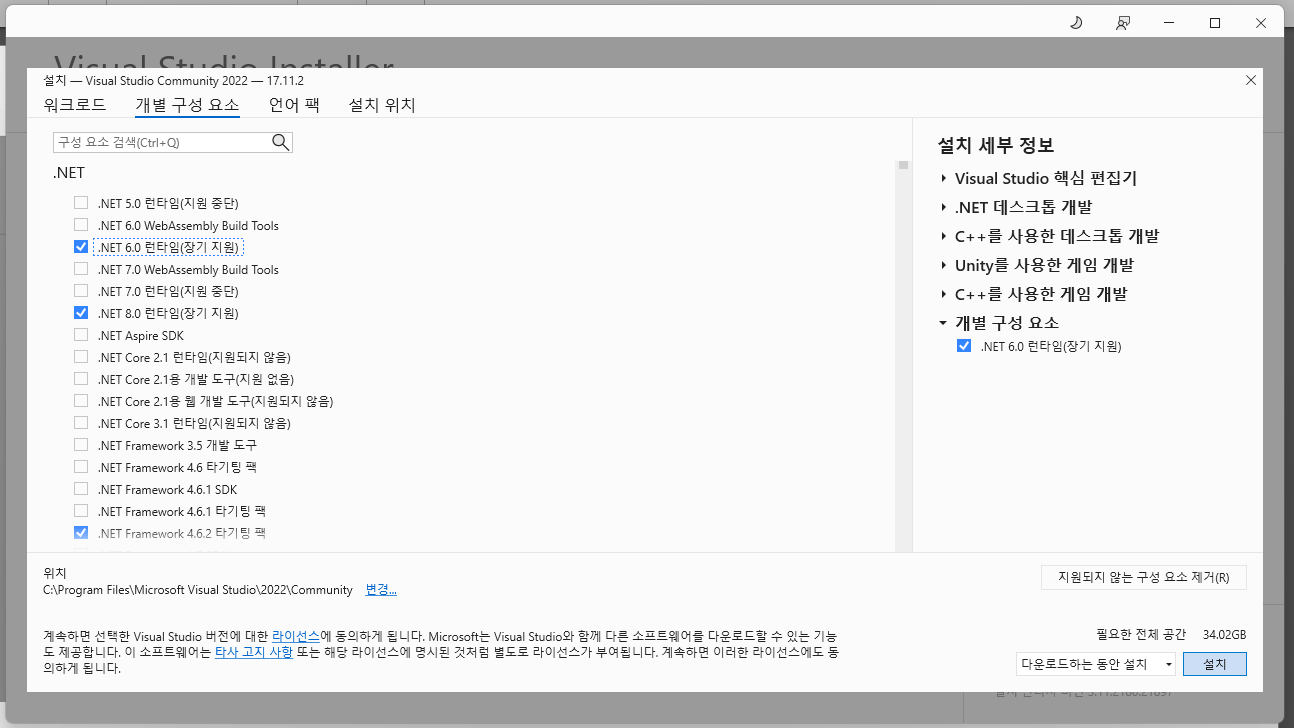 Visual Studio Installer
설치 — Visual Studio Community 2022 — 17.11.2
워크로드 개별 구성 요소 언어 팩 설치 위치
구성 요소 검색(Ctrl+Q)
.NET
.NET 5.0 런타임(지원 중단)
.NET 6.0 WebAssembly Build Tools
.NET 6.0 런타임(장기 지원)
.NET 7.0 WebAssembly Build Tools
.NET 7.0 런타임(지원 중단)
.NET 8.0 런타임(장기 지원)
.NET Aspire SDK
.NET Core 2.1 런타임(지원되지 않음)
.NET Core 2.1용 개발 도구(지원 없음)
.NET Core 2.1용 웹 개발 도구(지원되지 않음)
.NET Core 3.1 런타임(지원되지 않음)
.NET Framework 3.5 개발 도구
.NET Framework 4.6 타기팅 팩
.NET Framework 4.6.1 SDK
.NET Framework 4.6.1 타기팅 팩
.NET Framework 4.6.2 타기팅 팩
설치 세부 정보
Visual Studio 핵심 편집기
.NET 데스크톱 개발
C++를 사용한 데스크톱 개발
Unity를 사용한 게임 개발
C++를 사용한 게임 개발
개별 구성 요소
.NET 6.0 런타임(장기 지원)
위치
C:\Program Files\Microsoft Visual Studio\2022\Community 변경...
지원되지 않는 구성 요소 제거(R)
계속하면 선택한 Visual Studio 버전에 대한 라이선스에 동의하게 됩니다. Microsoft는 Visual Studio와 함께 다른 소프트웨어를 다운로드할 수 있는 기능
도 제공합니다. 이 소프트웨어는 타사 고지 사항 또는 해당 라이선스에 명시된 것처럼 별도로 라이선스가 부여됩니다. 계속하면 이러한 라이선스에도 동
의하게 됩니다.
필요한 전체 공간 34.02GB
다운로드하는 동안 설치 설치